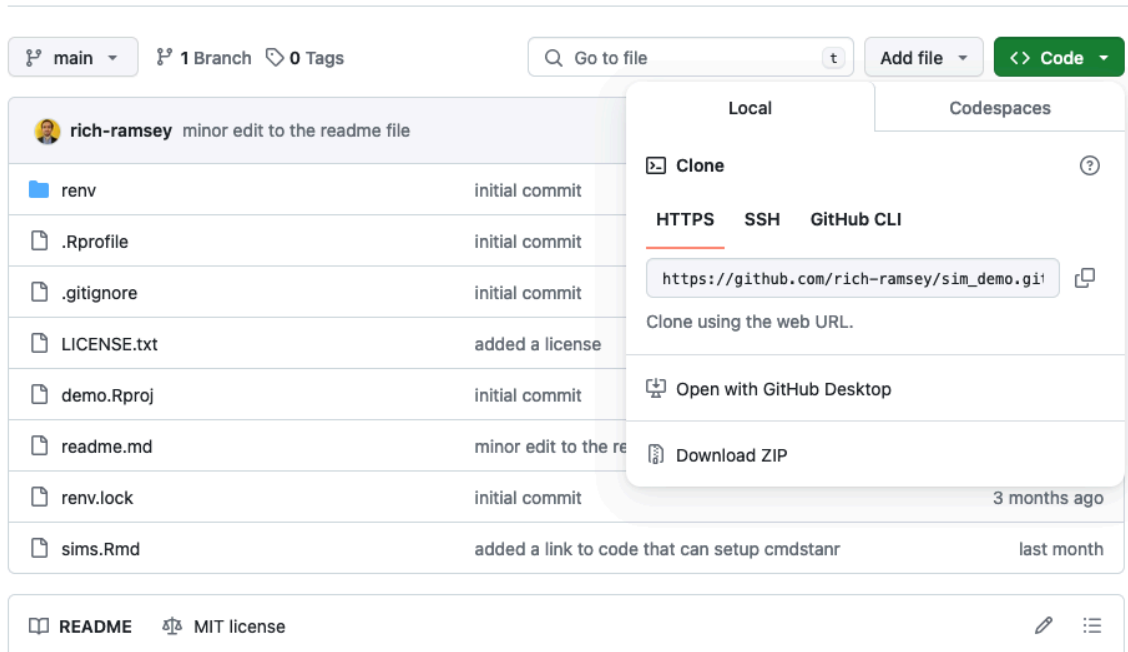 main 1 Branch 0 Tags Go to file t Add file <> Code
Local Codespaces
rich-ramsey minor edit to the readme file
Clone
renv initial commit
HTTPS SSH GitHub CLI
.Rprofile initial commit
https://github.com/rich-ramsey/sim_demo.git
.gitignore initial commit
Clone using the web URL.
LICENSE.txt added a license
demo.Rproj initial commit
Open with GitHub Desktop
readme.md minor edit to the re
Download ZIP
renv.lock initial commit 3 months ago
sims.Rmd added a link to code that can setup cmdstanr last month
README MIT license